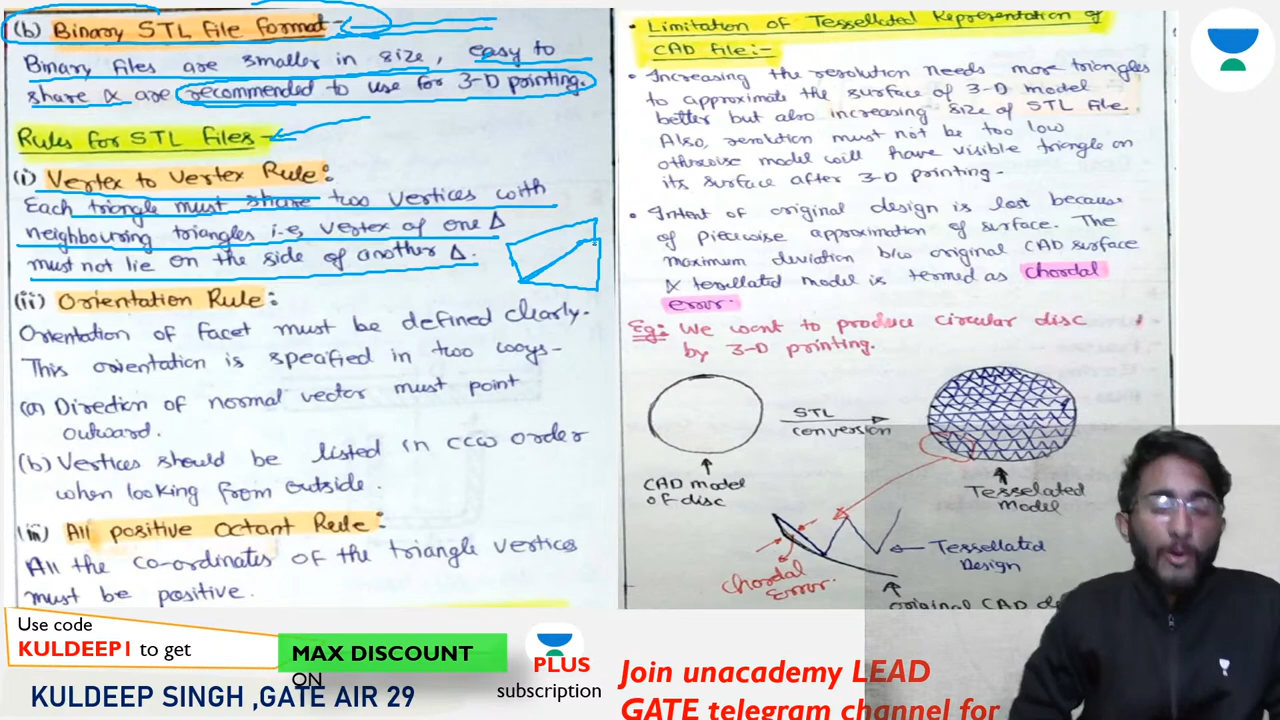 (b) Binary STL file format -
Binary files are smaller in size, easy to
share & are recommended to use for 3-D printing.
Rules for STL Files -
(i) Vertex to Vertex Rule:
Each triangle must share two vertices with
neighbouring triangles i.e, vertex of one Δ
must not lie on the side of another Δ.
(ii) Orientation Rule:
Orientation of facet must be defined clearly.
This orientation is specified in two ways-
(a) Direction of normal vector must point
outward.
(b) Vertices should be listed in CCW order
when looking from outside.
(iii) All positive Octant Rule:
All the co-ordinates of the triangle vertices
must be positive.
• Limitation of Tessellated Representation of
CAD file:-
• Increasing the resolution needs more triangles
to approximate the surface of 3-D model
better but also increasing size of STL file.
Also, resolution must not be too low
otherwise model will have visible triangle on
its surface after 3-D printing-
• Intent of original design is lost because
of piecewise approximation of surface. The
maximum deviation b/w original CAD surface
& tessellated model is termed as chordal
error.
Eg: We want to produce circular disc
by 3-D printing.
STL
conversion
CAD model
of disc
Tesselated
Model
Tessellated
Design
Chordal
Error.
original CAD de
Use code
KULDEEP1 to get
MAX DISCOUNT
ON
PLUS
subscription
KULDEEP SINGH ,GATE AIR 29
Join unacademy LEAD
GATE telegram channel for